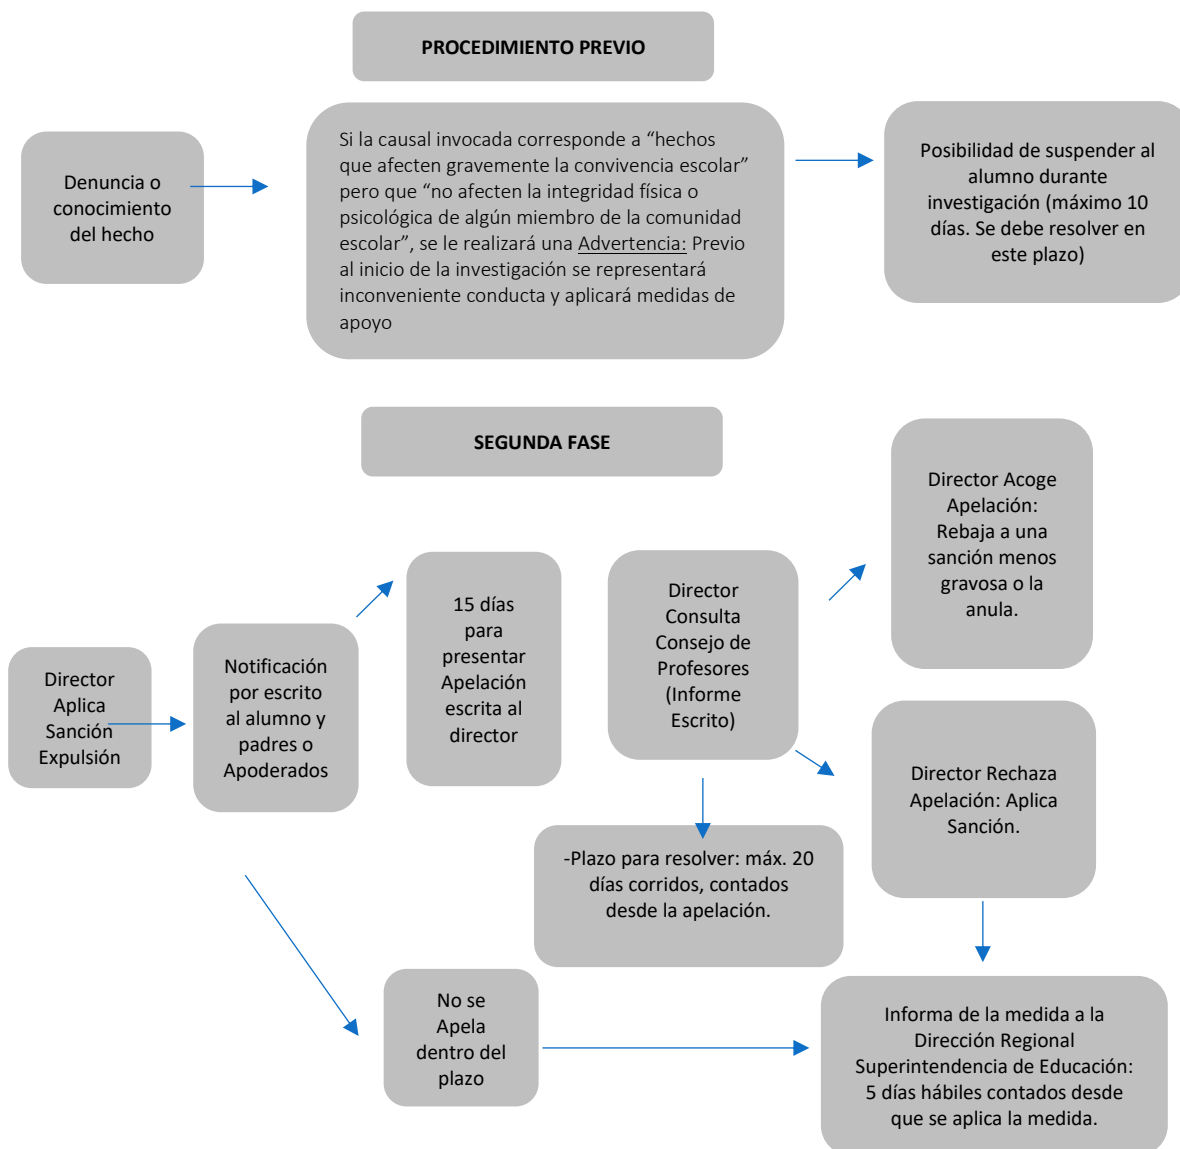 PROCEDIMIENTO PREVIO
Denuncia o
conocimiento
del hecho
Si la causal invocada corresponde a “hechos
que afecten gravemente la convivencia escolar”
pero que “no afecten la integridad física o
psicológica de algún miembro de la comunidad
escolar”, se le realizará una Advertencia: Previo
al inicio de la investigación se representará
inconveniente conducta y aplicará medidas de
apoyo
Posibilidad de suspender al
alumno durante
investigación (máximo 10
días. Se debe resolver en
este plazo)
SEGUNDA FASE
Director
Aplica
Sanción
Expulsión
Notificación
por escrito
al alumno y
padres o
Apoderados
15 días
para
presentar
Apelación
escrita al
director
Director
Consulta
Consejo de
Profesores
(Informe
Escrito)
Director Acoge
Apelación:
Rebaja a una
sanción menos
gravosa o la
anula.
Director Rechaza
Apelación: Aplica
Sanción.
-Plazo para resolver: máx. 20
días corridos, contados
desde la apelación.
No se
Apela
dentro del
plazo
Informa de la medida a la
Dirección Regional
Superintendencia de Educación:
5 días hábiles contados desde
que se aplica la medida.